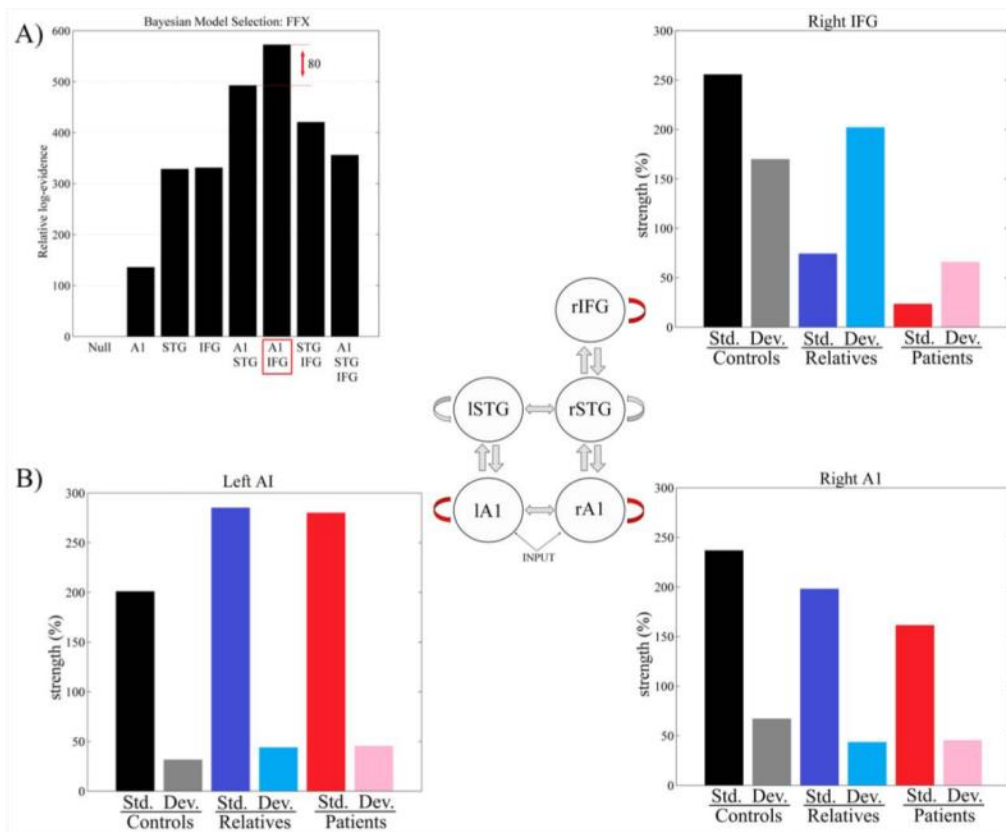 A)
Bayesian Model Selection: FFX
Relative log-evidence
600
500
400
300
200
100
0
80
Null A1 STG IFG A1 A1 STG A1
STG IFG IFG STG
IFG
Right IFG
strength (%)
300
250
200
150
100
50
0
Std. Dev. Std. Dev. Std. Dev.
Controls Relatives Patients
rIFG
lSTG rSTG
lA1 rA1
INPUT
B)
Left AI
strength (%)
300
250
200
150
100
50
0
Std. Dev. Std. Dev. Std. Dev.
Controls Relatives Patients
Right A1
strength (%)
300
250
200
150
100
50
0
Std. Dev. Std. Dev. Std. Dev.
Controls Relatives Patients